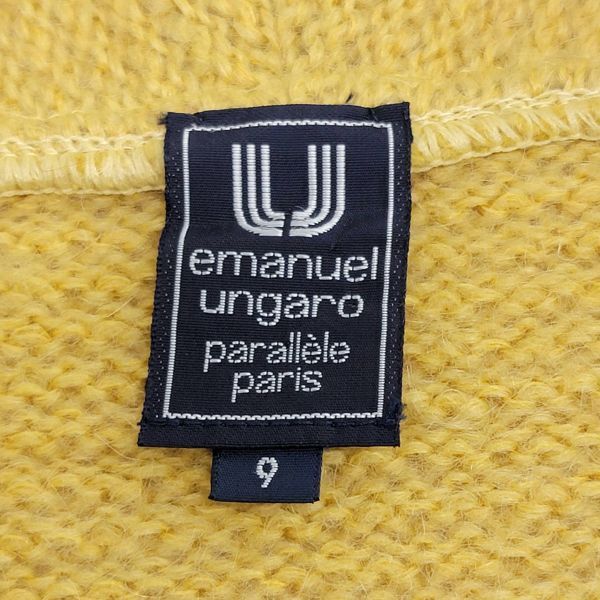 U
emanuel
ungaro
parallèle
paris
9